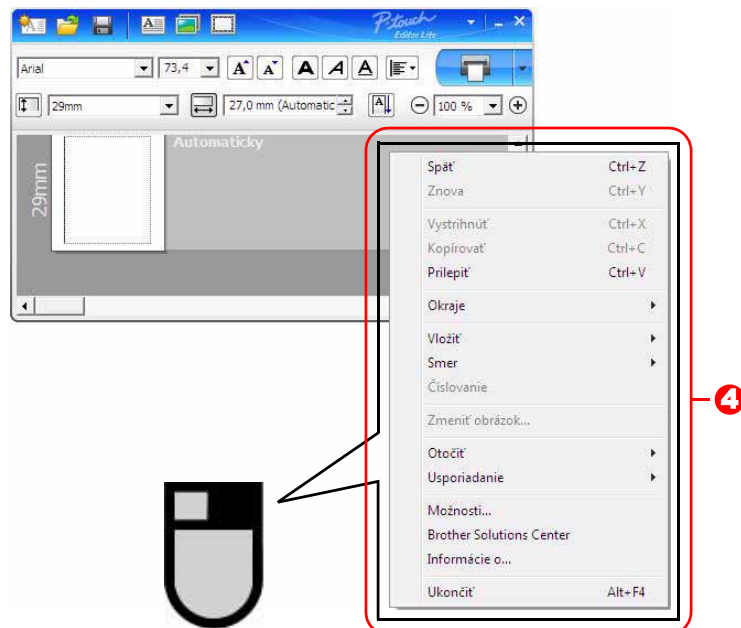 P-touch
Editor Lite
Arial 73,4 A A A A A
29mm 27,0 mm (Automatic A 100 %
Automaticky
29mm
Späť Ctrl+Z
Znova Ctrl+Y
Vystrihnúť Ctrl+X
Kopírovať Ctrl+C
Prilepiť Ctrl+V
Okraje
Vložiť
Smer
Číslovanie
Zmeniť obrázok...
Otočiť
Usporiadanie
Možnosti...
Brother Solutions Center
Informácie o...
Ukončiť Alt+F4
4